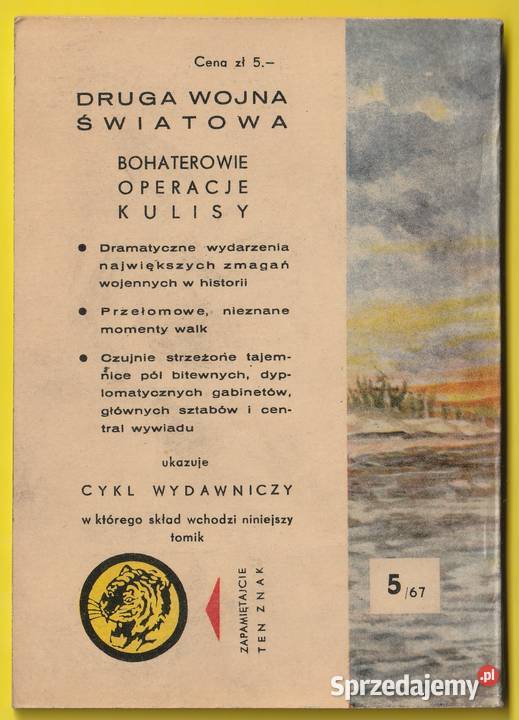 Cena zł 5.–
DRUGA WOJNA
ŚWIATOWA
BOHATEROWIE
OPERACJE
KULISY
● Dramatyczne wydarzenia
największych zmagań
wojennych w historii
● Przełomowe, nieznane
momenty walk
● Czujnie strzeżone tajem-
nice pól bitewnych, dyp-
lomatycznych gabinetów,
głównych sztabów i cen-
tral wywiadu
ukazuje
CYKL WYDAWNICZY
w którego skład wchodzi niniejszy
tomik
ZAPAMIĘTAJCIE
TEN ZNAK
5/67
Sprzedajemy.pl